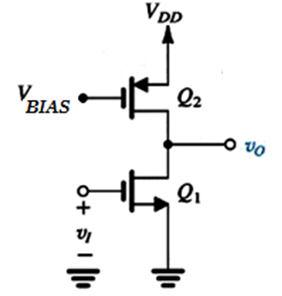 V_DD
V_BIAS
Q_2
v_O
Q_1
+
v_I
−